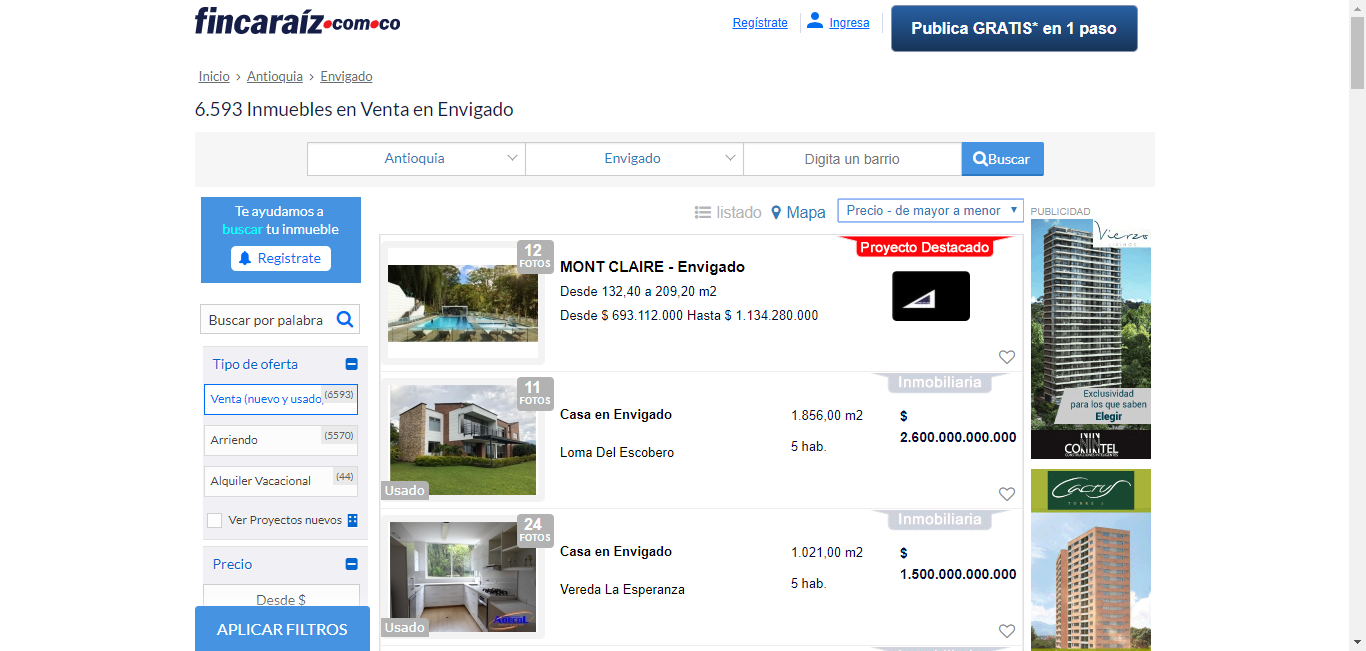 fincaraíz.com.co
Regístrate
Ingresa
Publica GRATIS* en 1 paso
Inicio › Antioquia › Envigado
6.593 Inmuebles en Venta en Envigado
Antioquia
Envigado
Digita un barrio
Buscar
Te ayudamos a
buscar tu inmueble
Registrate
listado
Mapa
Precio - de mayor a menor
PUBLICIDAD
Buscar por palabra
Tipo de oferta
Venta (nuevo y usado) (6593)
Arriendo (5570)
Alquiler Vacacional (44)
Ver Proyectos nuevos
Precio
Desde $
APLICAR FILTROS
12
FOTOS
MONT CLAIRE - Envigado
Desde 132,40 a 209,20 m2
Desde $ 693.112.000 Hasta $ 1.134.280.000
Proyecto Destacado
11
FOTOS
Usado
Casa en Envigado
Loma Del Escobero
1.856,00 m2
5 hab.
Inmobiliaria
$
2.600.000.000.000
24
FOTOS
Usado
Casa en Envigado
Vereda La Esperanza
1.021,00 m2
5 hab.
Inmobiliaria
$
1.500.000.000.000
Inmobiliaria
Vierzo
Exclusividad
para los que saben
Elegir
CONINTEL
Cactus